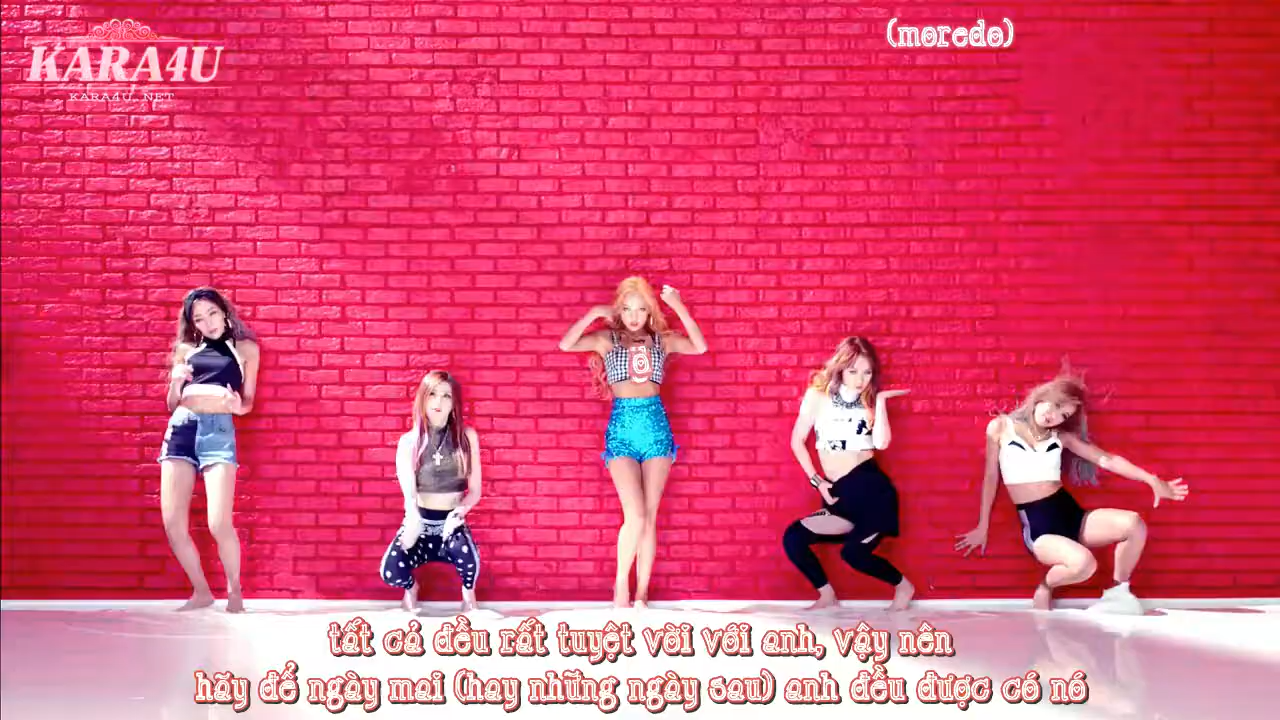 KARA4U
KARA4U.NET
(moredo)
tất cả đều rất tuyệt vời với anh, vậy nên
hãy để ngày mai (hay những ngày sau) anh đều được có nó